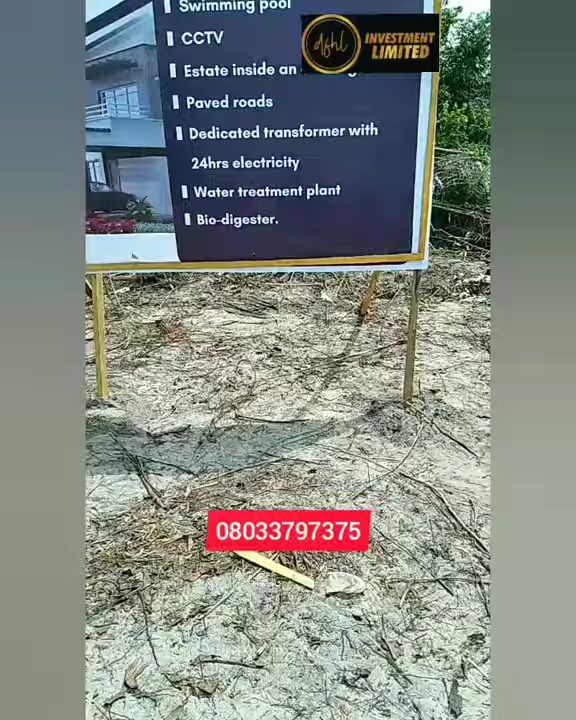 Swimming pool
CCTV
Estate inside an
Paved roads
Dedicated transformer with
24hrs electricity
Water treatment plant
Bio-digester.
INVESTMENT
LIMITED
08033797375